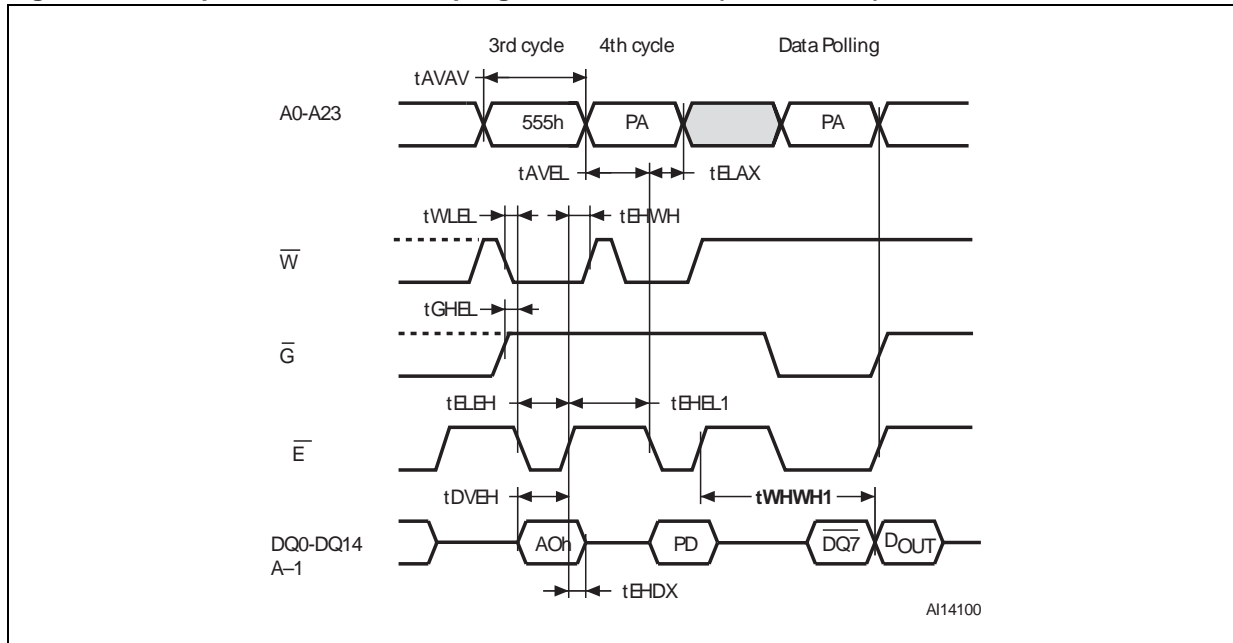 3rd cycle 4th cycle Data Polling
tAVAV
A0-A23 555h PA PA
tAVEL tELAX
tWLEL tEHWH
W
tGHEL
G
tELEH tEHEL1
E
tDVEH tWHWH1
DQ0-DQ14 AOh PD DQ7 DOUT
A–1
tEHDX
AI14100